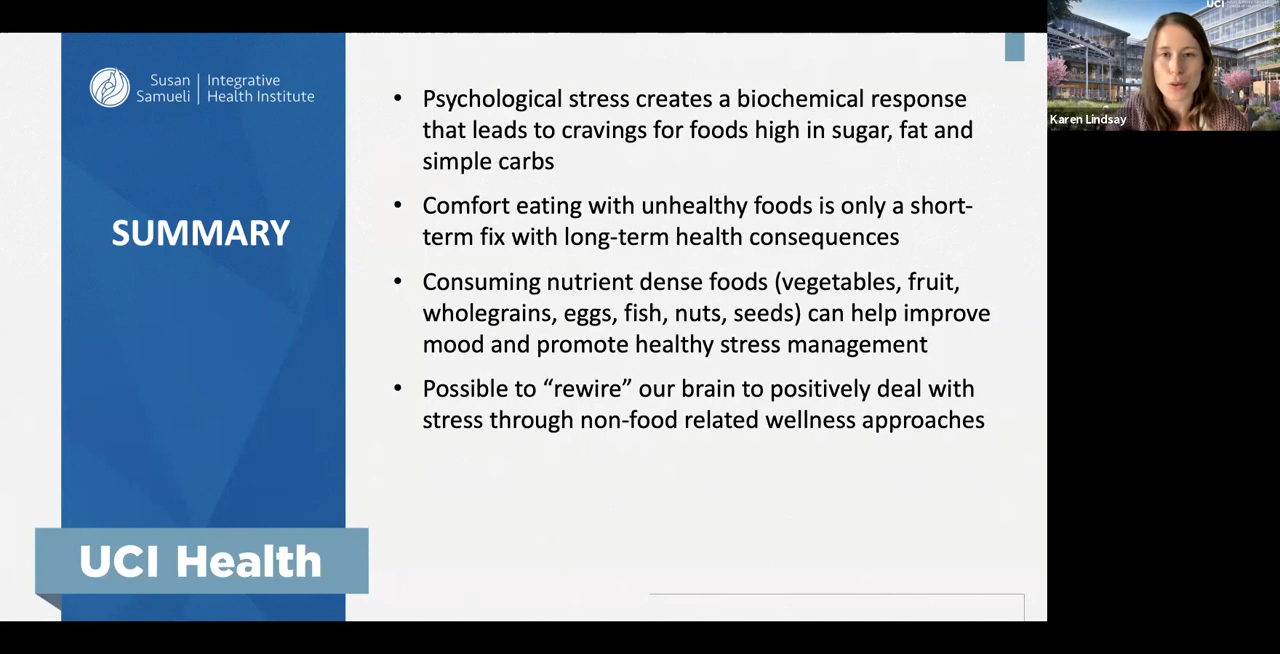 Susan Samueli | Integrative Health Institute
SUMMARY
UCI Health
• Psychological stress creates a biochemical response
that leads to cravings for foods high in sugar, fat and
simple carbs
• Comfort eating with unhealthy foods is only a short-
term fix with long-term health consequences
• Consuming nutrient dense foods (vegetables, fruit,
wholegrains, eggs, fish, nuts, seeds) can help improve
mood and promote healthy stress management
• Possible to “rewire” our brain to positively deal with
stress through non-food related wellness approaches
UCI
Karen Lindsay